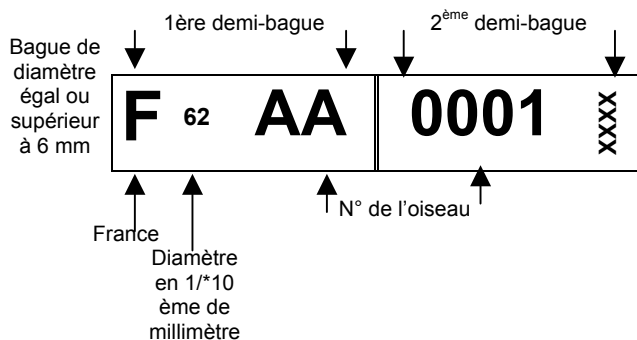 1ère demi-bague
2ème demi-bague
Bague de
diamètre
égal ou
supérieur
à 6 mm
F 62 AA 0001 XXXX
N° de l'oiseau
France
Diamètre
en 1/*10
ème de
millimètre